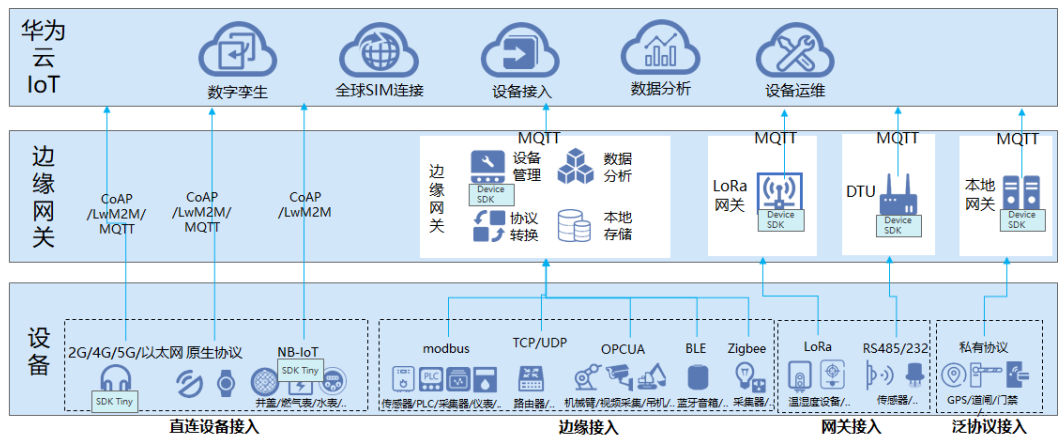 华为
云
IoT
数字孪生
全球SIM连接
设备接入
数据分析
设备运维
边缘网关
CoAP
/LwM2M/
MQTT
CoAP
/LwM2M/
MQTT
CoAP
/LwM2M
MQTT
边缘网关
设备
管理
Device
SDK
数据
分析
协议
转换
本地
存储
MQTT
LoRa
网关
Device
SDK
MQTT
DTU
Device
SDK
MQTT
本地
网关
Device
SDK
设备
2G/4G/5G/以太网
SDK Tiny
原生协议
NB-IoT
SDK Tiny
井盖/燃气表/水表/..
直连设备接入
modbus
传感器/PLC/采集器/仪表/..
PLC
TCP/UDP
路由器/..
OPCUA
机械臂/视频采集/吊机/..
BLE
蓝牙音箱/..
Zigbee
采集器/..
边缘接入
LoRa
温湿度设备/..
RS485/232
传感器/..
网关接入
私有协议
GPS/道闸/门禁
泛协议接入